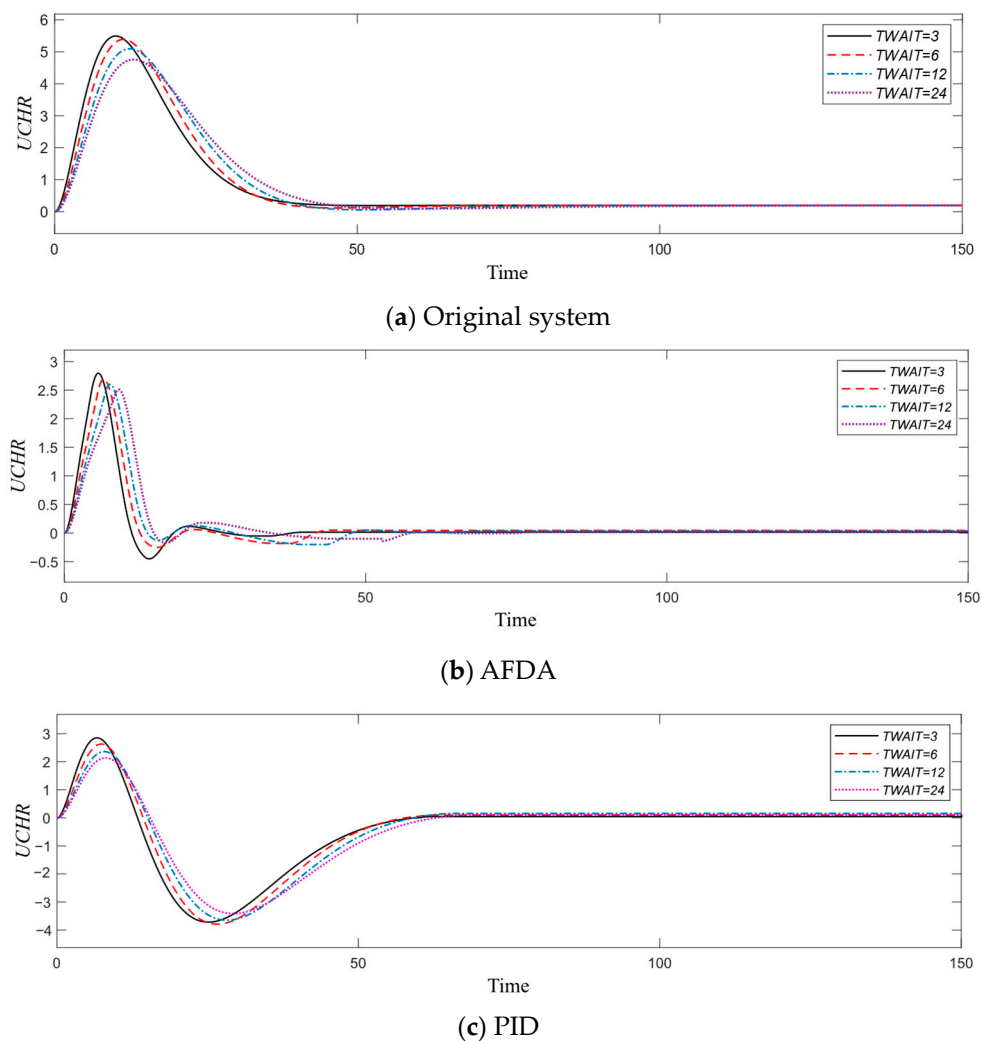 6
5
4
3
2
1
0
UCHR
TWAIT=3
TWAIT=6
TWAIT=12
TWAIT=24
0 50 100 150
Time
(a) Original system
3
2.5
2
1.5
1
0.5
0
−0.5
UCHR
TWAIT=3
TWAIT=6
TWAIT=12
TWAIT=24
0 50 100 150
Time
(b) AFDA
3
2
1
0
−1
−2
−3
−4
UCHR
TWAIT=3
TWAIT=6
TWAIT=12
TWAIT=24
0 50 100 150
Time
(c) PID